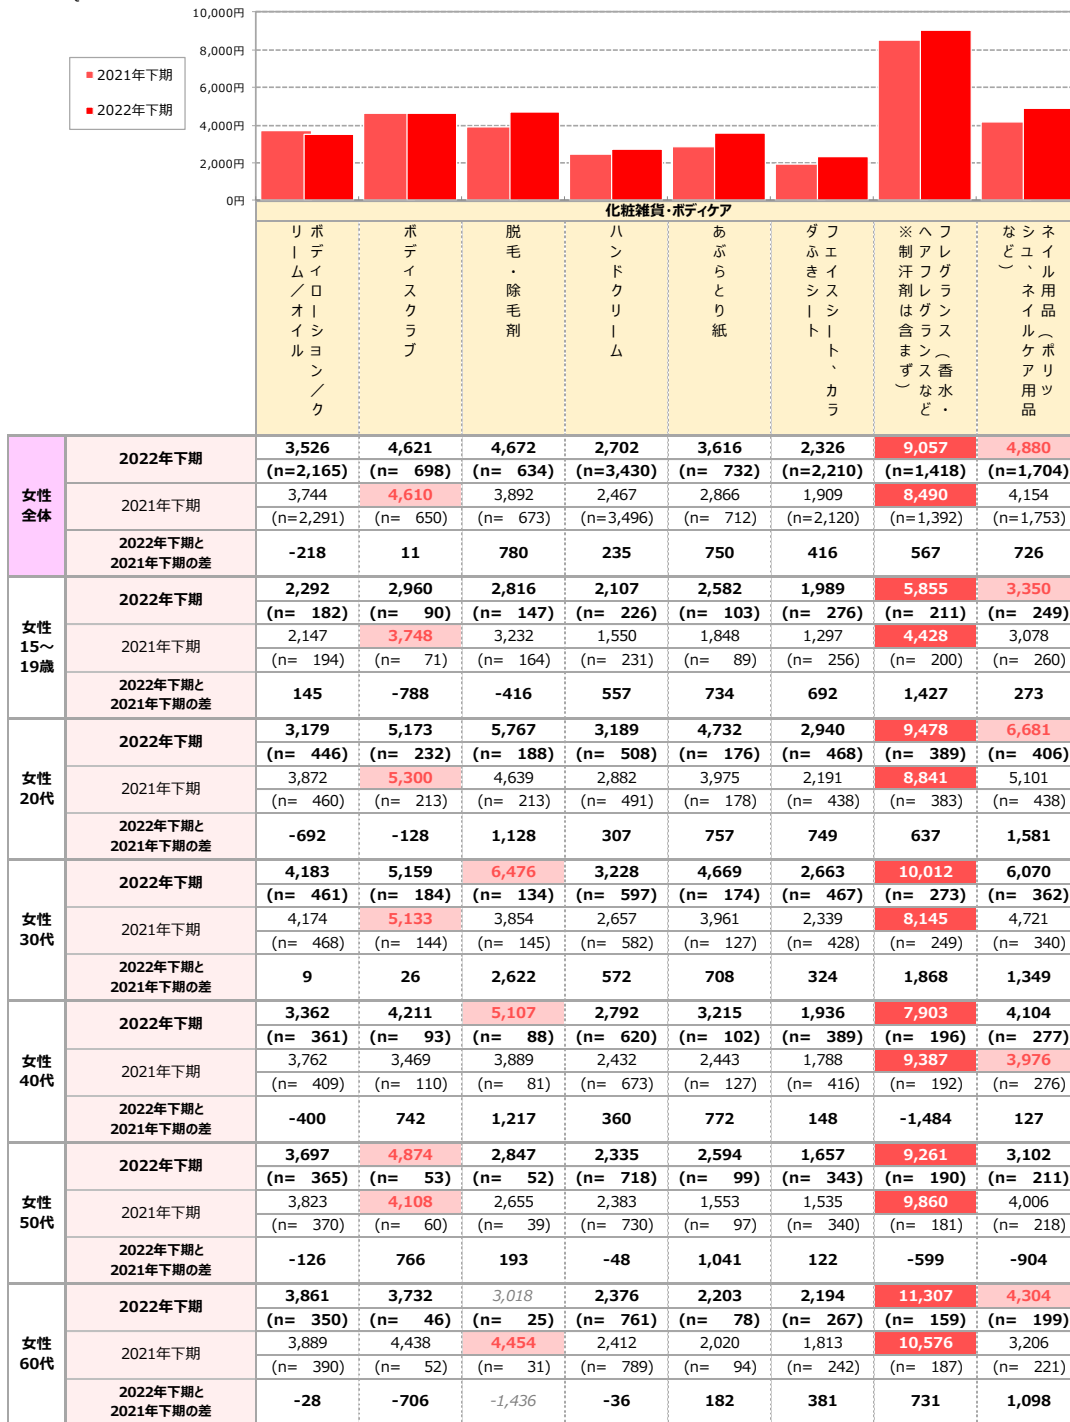 10,000円
8,000円
6,000円
4,000円
2,000円
0円
2021年下期
2022年下期
化粧雑貨・ボディケア
ボディローション／ク
リーム／オイル
ボディスクラブ
脱毛・除毛剤
ハンドクリーム
あぶらとり紙
フェイスシート、カラ
ダふきシート
フレグランス（香水・
ヘアフレグランスなど
※制汗剤は含まず）
ネイル用品（ポリッ
シュ、ネイルケア用品
など）
女性
全体
2022年下期
3,526 4,621 4,672 2,702 3,616 2,326 9,057 4,880
(n=2,165) (n= 698) (n= 634) (n=3,430) (n= 732) (n=2,210) (n=1,418) (n=1,704)
2021年下期
3,744 4,610 3,892 2,467 2,866 1,909 8,490 4,154
(n=2,291) (n= 650) (n= 673) (n=3,496) (n= 712) (n=2,120) (n=1,392) (n=1,753)
2022年下期と
2021年下期の差
-218 11 780 235 750 416 567 726
女性
15～
19歳
2022年下期
2,292 2,960 2,816 2,107 2,582 1,989 5,855 3,350
(n= 182) (n= 90) (n= 147) (n= 226) (n= 103) (n= 276) (n= 211) (n= 249)
2021年下期
2,147 3,748 3,232 1,550 1,848 1,297 4,428 3,078
(n= 194) (n= 71) (n= 164) (n= 231) (n= 89) (n= 256) (n= 200) (n= 260)
2022年下期と
2021年下期の差
145 -788 -416 557 734 692 1,427 273
女性
20代
2022年下期
3,179 5,173 5,767 3,189 4,732 2,940 9,478 6,681
(n= 446) (n= 232) (n= 188) (n= 508) (n= 176) (n= 468) (n= 389) (n= 406)
2021年下期
3,872 5,300 4,639 2,882 3,975 2,191 8,841 5,101
(n= 460) (n= 213) (n= 213) (n= 491) (n= 178) (n= 438) (n= 383) (n= 438)
2022年下期と
2021年下期の差
-692 -128 1,128 307 757 749 637 1,581
女性
30代
2022年下期
4,183 5,159 6,476 3,228 4,669 2,663 10,012 6,070
(n= 461) (n= 184) (n= 134) (n= 597) (n= 174) (n= 467) (n= 273) (n= 362)
2021年下期
4,174 5,133 3,854 2,657 3,961 2,339 8,145 4,721
(n= 468) (n= 144) (n= 145) (n= 582) (n= 127) (n= 428) (n= 249) (n= 340)
2022年下期と
2021年下期の差
9 26 2,622 572 708 324 1,868 1,349
女性
40代
2022年下期
3,362 4,211 5,107 2,792 3,215 1,936 7,903 4,104
(n= 361) (n= 93) (n= 88) (n= 620) (n= 102) (n= 389) (n= 196) (n= 277)
2021年下期
3,762 3,469 3,889 2,432 2,443 1,788 9,387 3,976
(n= 409) (n= 110) (n= 81) (n= 673) (n= 127) (n= 416) (n= 192) (n= 276)
2022年下期と
2021年下期の差
-400 742 1,217 360 772 148 -1,484 127
女性
50代
2022年下期
3,697 4,874 2,847 2,335 2,594 1,657 9,261 3,102
(n= 365) (n= 53) (n= 52) (n= 718) (n= 99) (n= 343) (n= 190) (n= 211)
2021年下期
3,823 4,108 2,655 2,383 1,553 1,535 9,860 4,006
(n= 370) (n= 60) (n= 39) (n= 730) (n= 97) (n= 340) (n= 181) (n= 218)
2022年下期と
2021年下期の差
-126 766 193 -48 1,041 122 -599 -904
女性
60代
2022年下期
3,861 3,732 3,018 2,376 2,203 2,194 11,307 4,304
(n= 350) (n= 46) (n= 25) (n= 761) (n= 78) (n= 267) (n= 159) (n= 199)
2021年下期
3,889 4,438 4,454 2,412 2,020 1,813 10,576 3,206
(n= 390) (n= 52) (n= 31) (n= 789) (n= 94) (n= 242) (n= 187) (n= 221)
2022年下期と
2021年下期の差
-28 -706 -1,436 -36 182 381 731 1,098